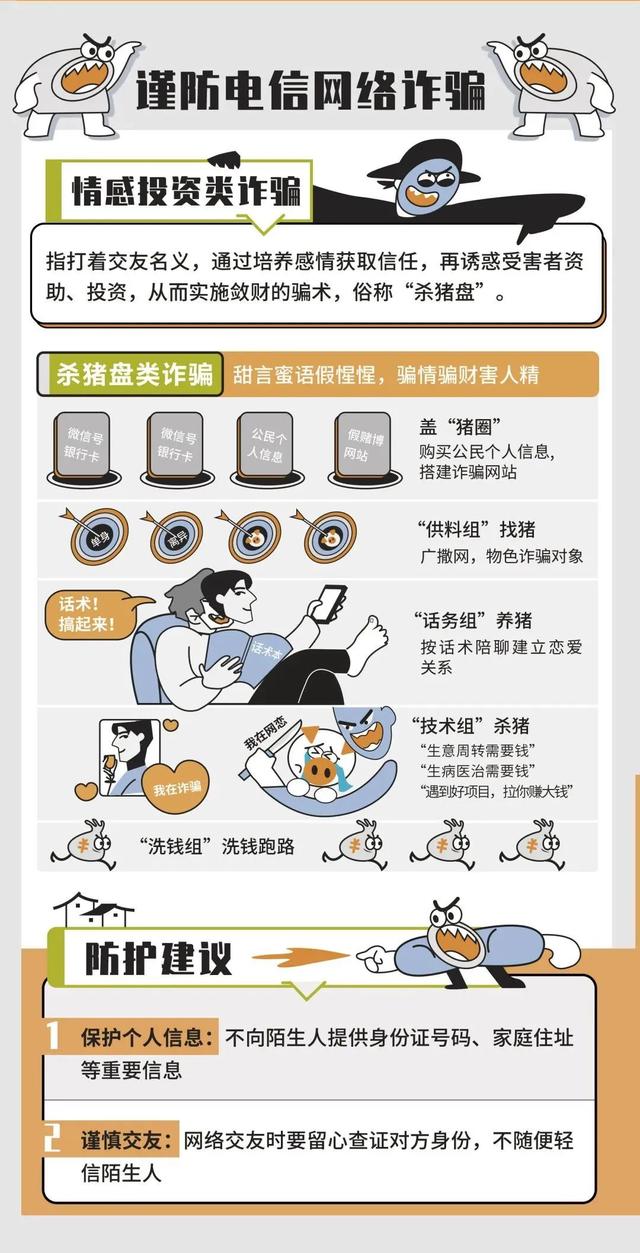 谨防电信网络诈骗
情感投资类诈骗
指打着交友名义，通过培养感情获取信任，再诱惑受害者资
助、投资，从而实施敛财的骗术，俗称“杀猪盘”。
杀猪盘类诈骗
甜言蜜语假惺惺，骗情骗财害人精
微信号
银行卡
微信号
银行卡
公民个
人信息
假赌博
网站
盖“猪圈”
购买公民个人信息，
搭建诈骗网站
单身
离异
“供料组”找猪
广撒网，物色诈骗对象
话术！
搞起来！
话术本
“话务组”养猪
按话术陪聊建立恋爱
关系
我在诈骗
我在网恋
“技术组”杀猪
“生意周转需要钱”
“生病医治需要钱”
“遇到好项目，拉你赚大钱”
“洗钱组”洗钱跑路
防护建议
1 保护个人信息：不向陌生人提供身份证号码、家庭住址
等重要信息
2 谨慎交友：网络交友时要留心查证对方身份，不随便轻
信陌生人